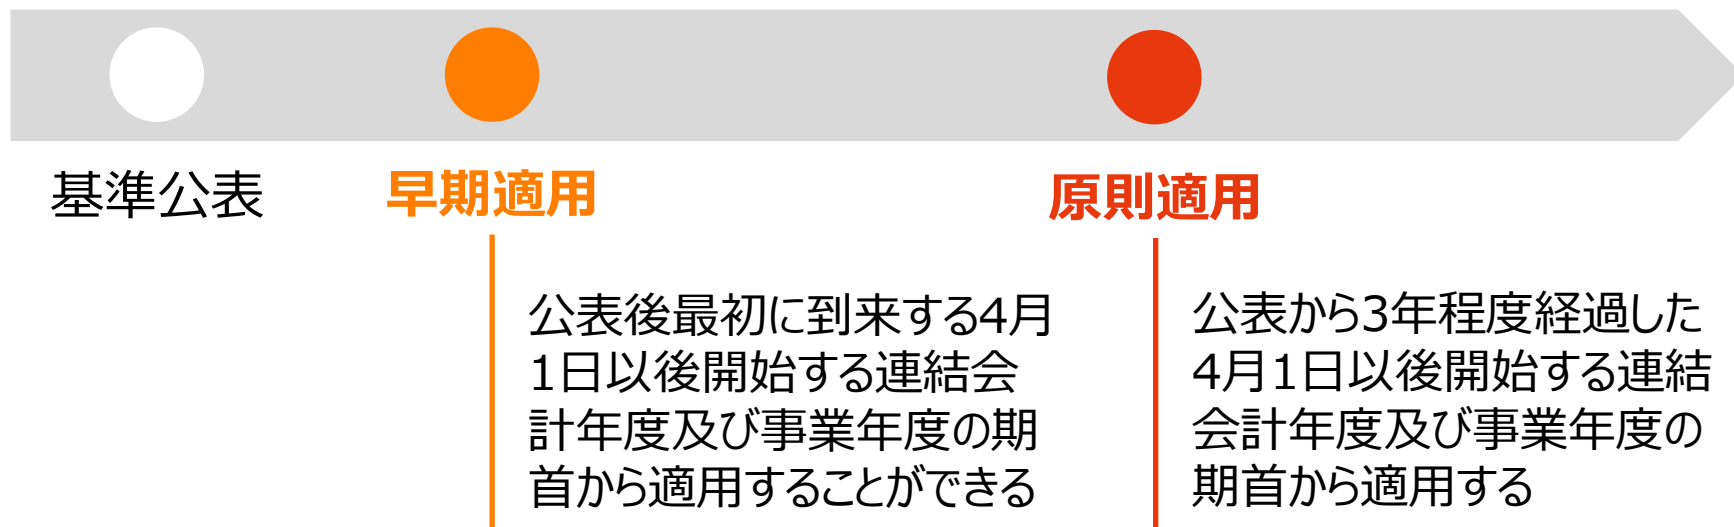 基準公表
早期適用
原則適用
公表後最初に到来する4月
1日以後開始する連結会
計年度及び事業年度の期
首から適用することができる
公表から3年程度経過した
4月1日以後開始する連結
会計年度及び事業年度の
期首から適用する